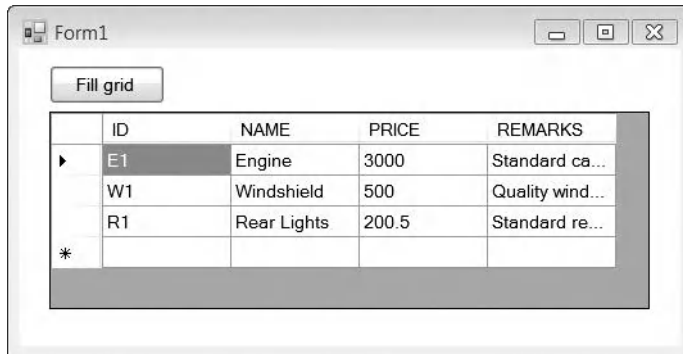 Form1
Fill grid
ID NAME PRICE REMARKS
E1 Engine 3000 Standard ca...
W1 Windshield 500 Quality wind...
R1 Rear Lights 200.5 Standard re...